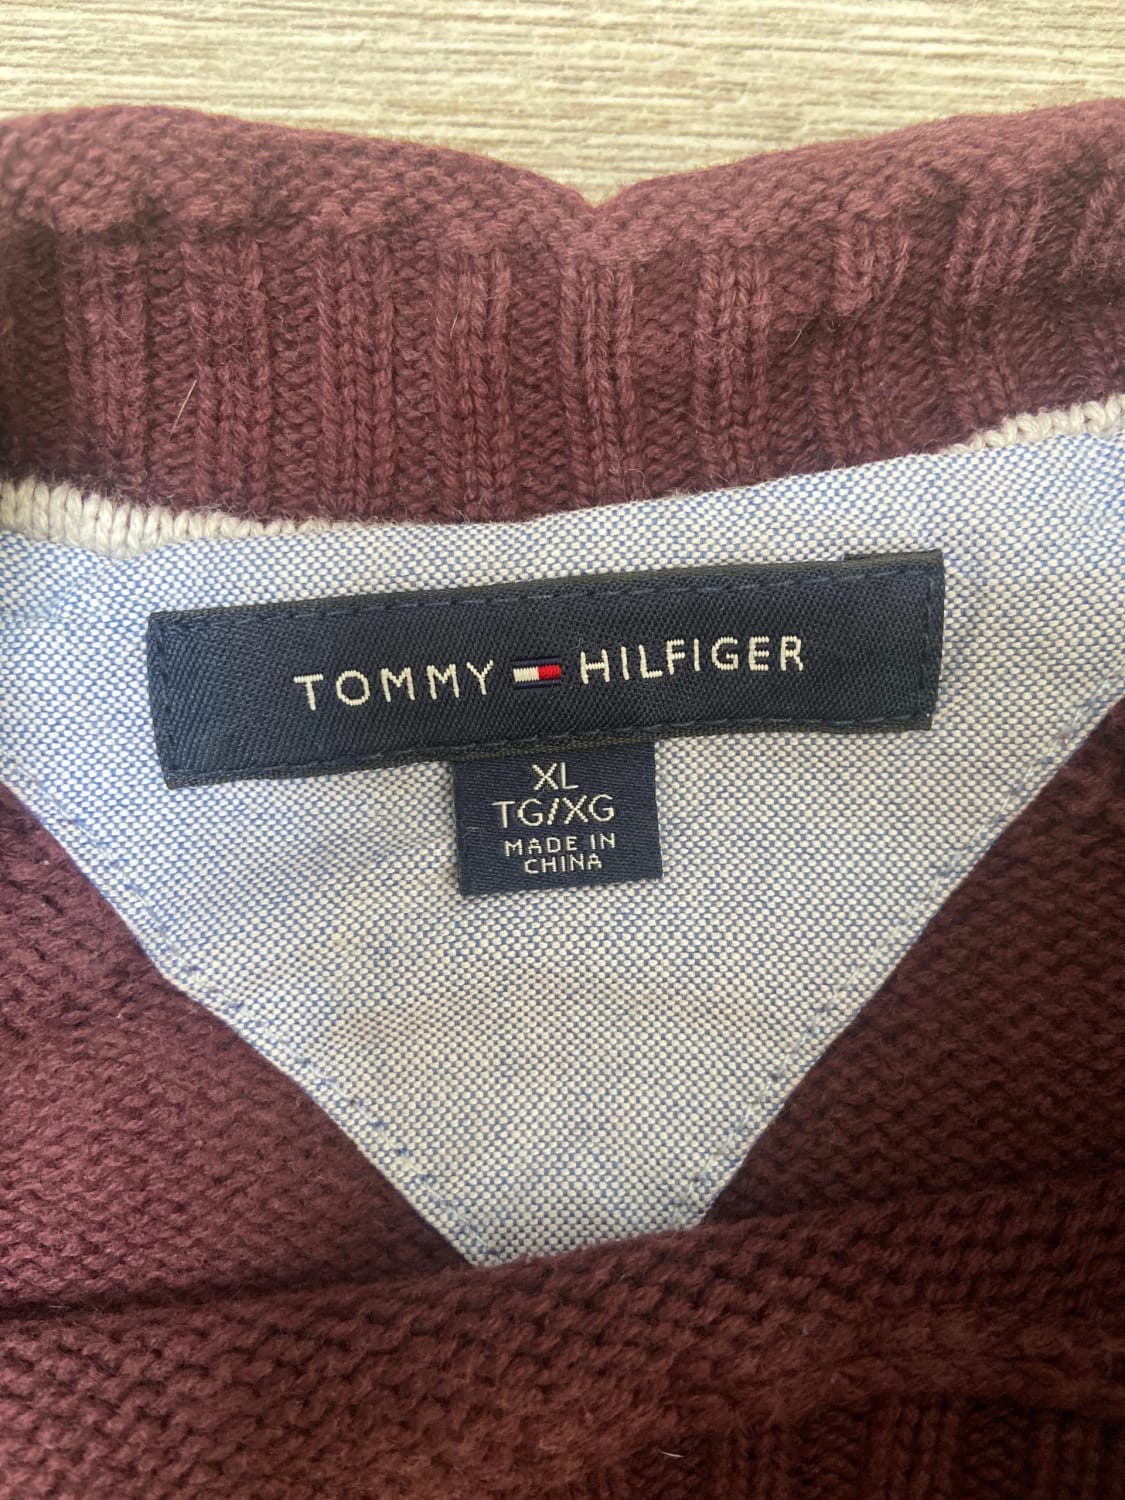 TOMMY HILFIGER
XL
TG/XG
MADE IN
CHINA